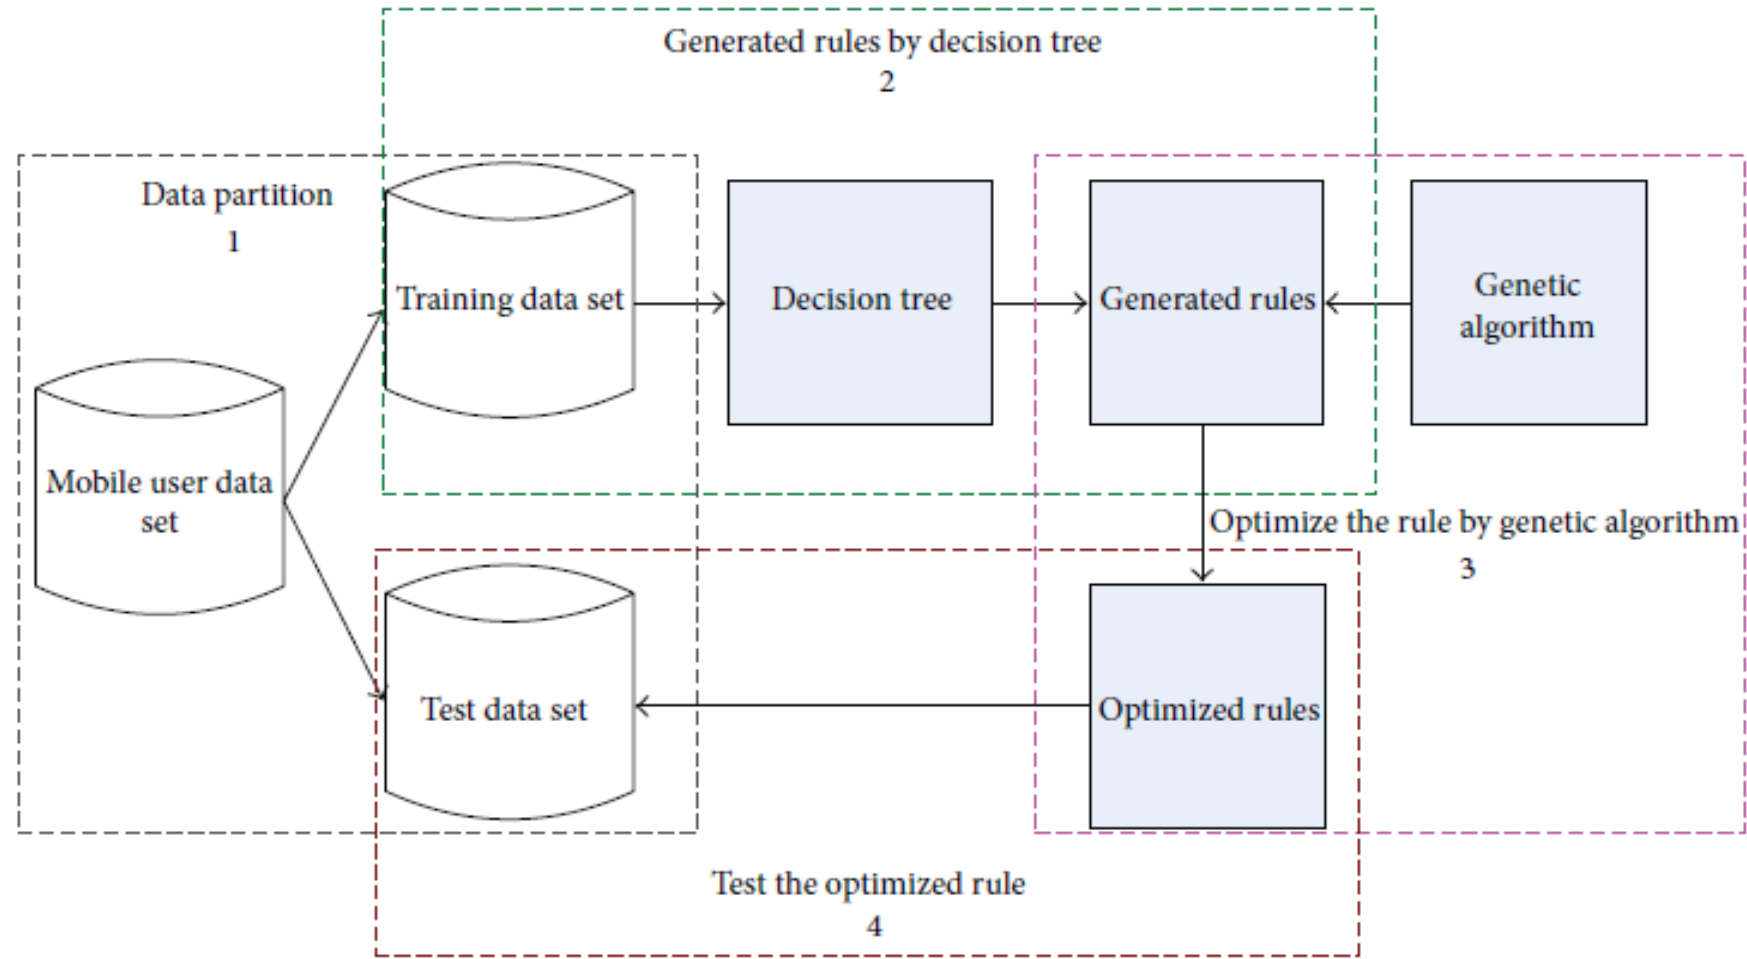 Generated rules by decision tree
2
Data partition
1
Training data set
Decision tree
Generated rules
Genetic
algorithm
Mobile user data
set
Optimize the rule by genetic algorithm
3
Test data set
Optimized rules
Test the optimized rule
4